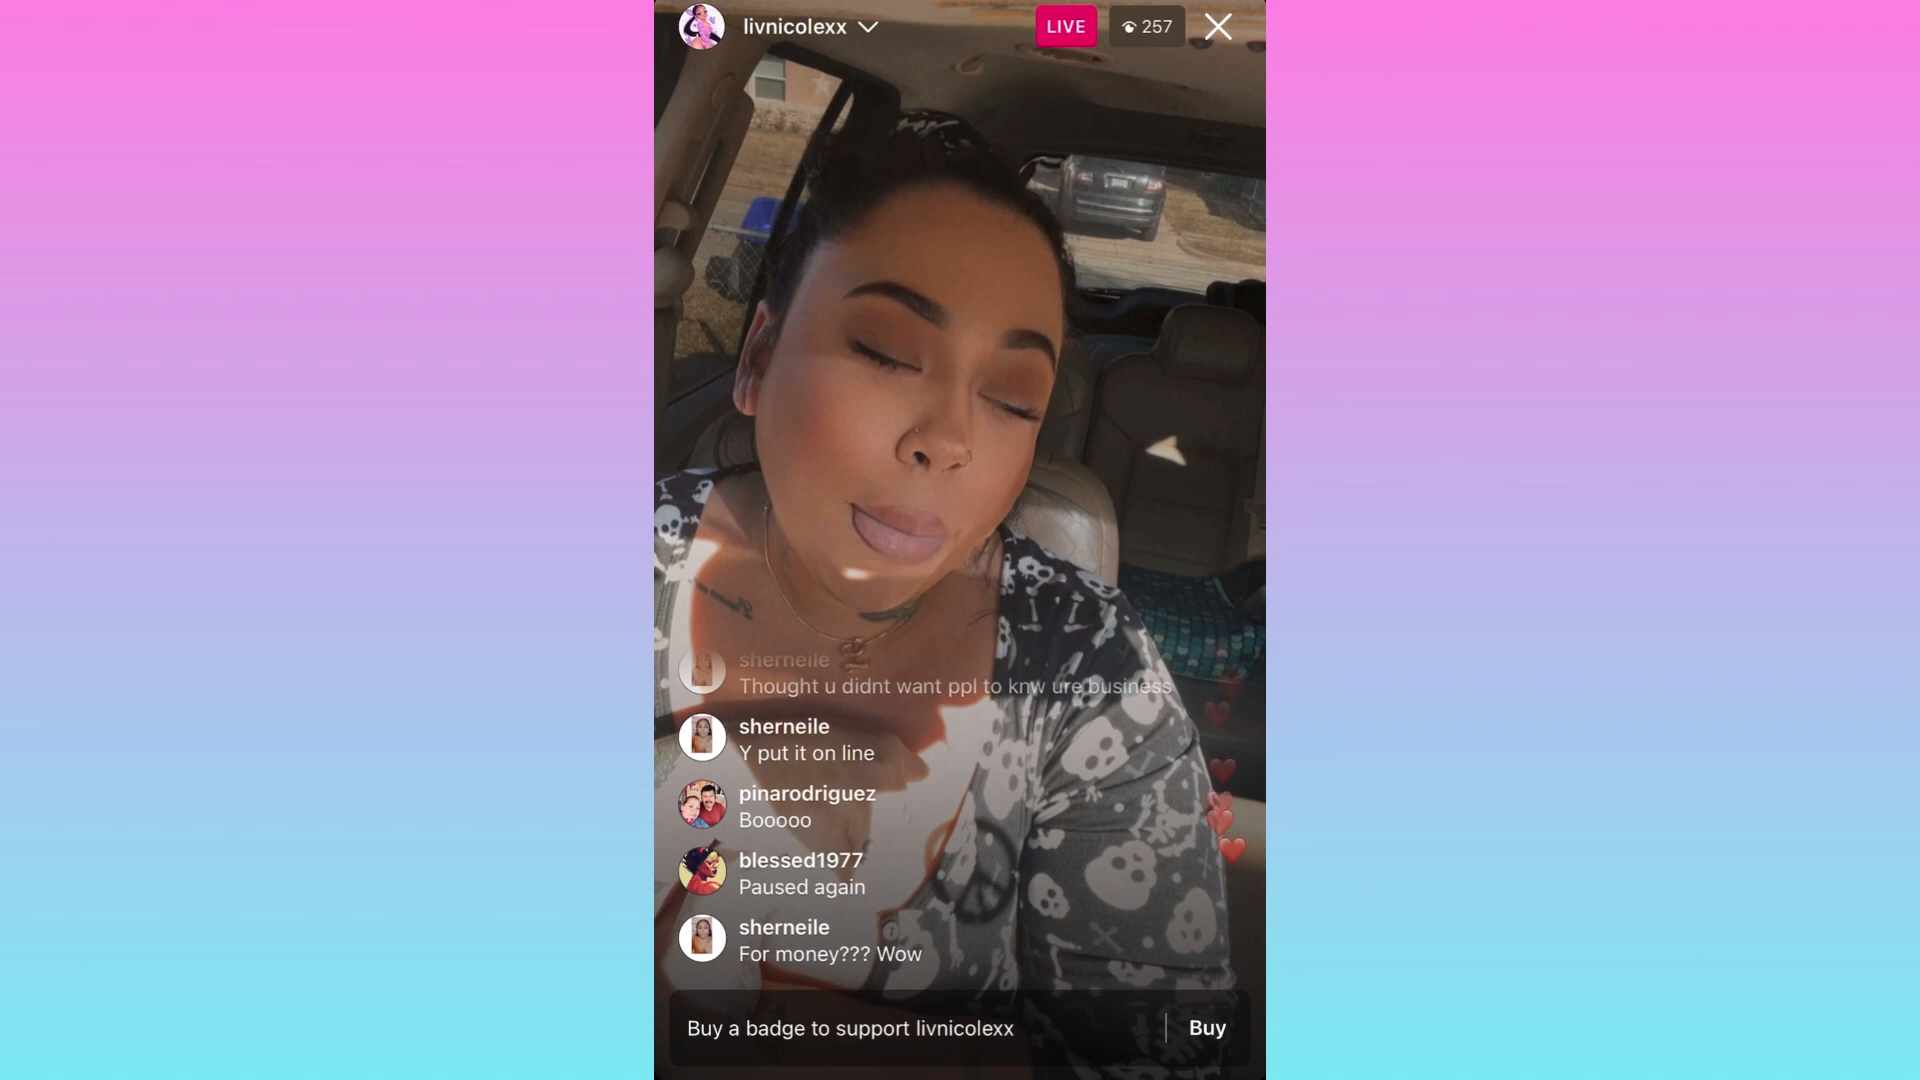 livnicolexx
LIVE
257
sherneile
Thought u didnt want ppl to knw ure business
sherneile
Y put it on line
pinarodriguez
Booooo
blessed1977
Paused again
sherneile
For money??? Wow
Buy a badge to support livnicolexx
Buy